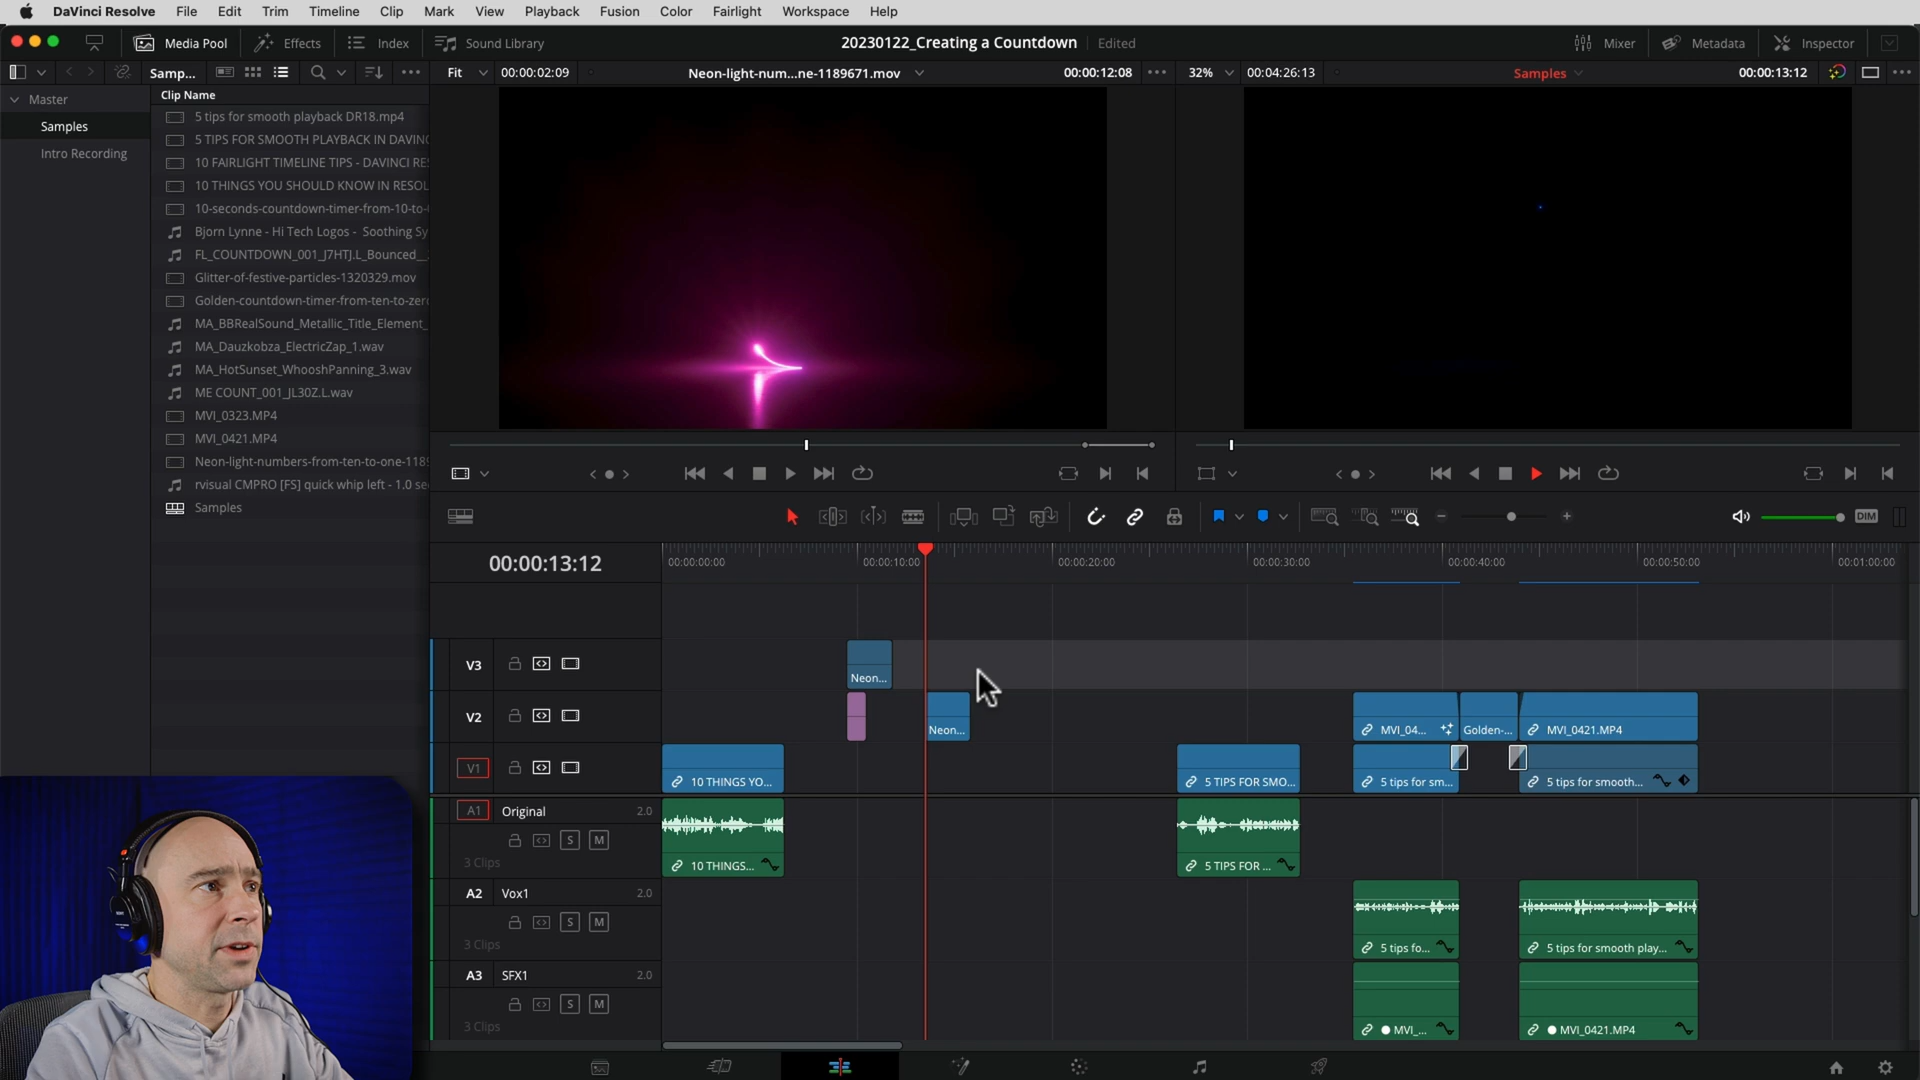 DaVinci Resolve File Edit Trim Timeline Clip Mark View Playback Fusion Color Fairlight Workspace Help
Media Pool Effects Index Sound Library 20230122_Creating a Countdown Edited Mixer Metadata Inspector
Samp... Fit 00:00:02:09 Neon-light-num...ne-1189671.mov 00:00:12:08 32% 00:04:26:13 Samples 00:00:13:12
Master
Samples
Intro Recording
Clip Name
5 tips for smooth playback DR18.mp4
5 TIPS FOR SMOOTH PLAYBACK IN DAVINC
10 FAIRLIGHT TIMELINE TIPS - DAVINCI RES
10 THINGS YOU SHOULD KNOW IN RESOL
10-seconds-countdown-timer-from-10-to-
Bjorn Lynne - Hi Tech Logos - Soothing Sy
FL_COUNTDOWN_001_J7HTJ.L_Bounced_
Glitter-of-festive-particles-1320329.mov
Golden-countdown-timer-from-ten-to-zero
MA_BBRealSound_Metallic_Title_Element_
MA_Dauzkobza_ElectricZap_1.wav
MA_HotSunset_WhooshPanning_3.wav
ME COUNT_001_JL30Z.L.wav
MVI_0323.MP4
MVI_0421.MP4
Neon-light-numbers-from-ten-to-one-1189
rvisual CMPRO [FS] quick whip left - 1.0 se
Samples
DIM
00:00:13:12
00:00:00:00 00:00:10:00 00:00:20:00 00:00:30:00 00:00:40:00 00:00:50:00 00:01:00:00
V3
Neon...
V2
Neon... MVI_04... Golden-... MVI_0421.MP4
V1
10 THINGS YO... 5 TIPS FOR SMO... 5 tips for sm... 5 tips for smooth...
A1 Original 2.0
S M
3 Clips
10 THINGS... 5 TIPS FOR ...
A2 Vox1 2.0
S M
3 Clips
5 tips fo... 5 tips for smooth play...
A3 SFX1 2.0
S M
3 Clips
MVI_... MVI_0421.MP4